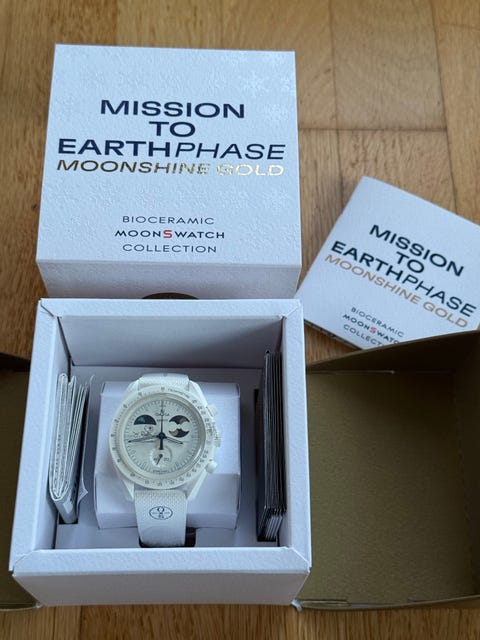 MISSION
TO
EARTHPHASE
MOONSHINE GOLD
BIOCERAMIC
MOONSWATCH
COLLECTION
MISSION
TO
EARTHPHASE
MOONSHINE GOLD
BIOCERAMIC
MOONSWATCH